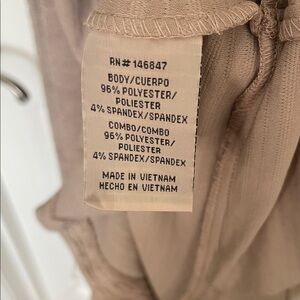 RN# 146847
BODY/CUERPO
96% POLYESTER/
POLIESTER
4% SPANDEX/SPANDEX
COMBO/COMBO
96% POLYESTER/
POLIESTER
4% SPANDEX/SPANDEX
MADE IN VIETNAM
HECHO EN VIETNAM